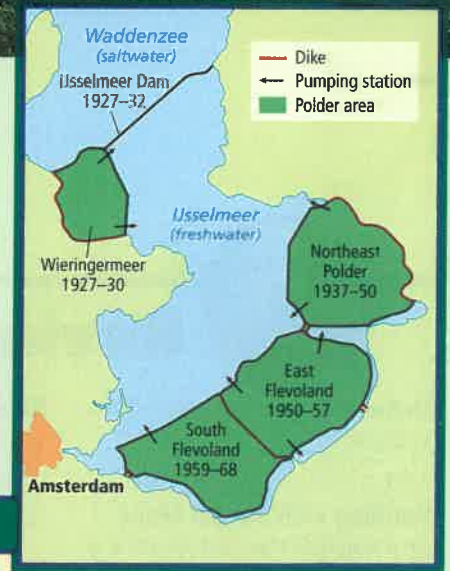 Waddenzee
(saltwater)
IJsselmeer Dam
1927–32
Dike
Pumping station
Polder area
IJsselmeer
(freshwater)
Wieringermeer
1927–30
Northeast
Polder
1937–50
East
Flevoland
1950–57
South
Flevoland
1959–68
Amsterdam